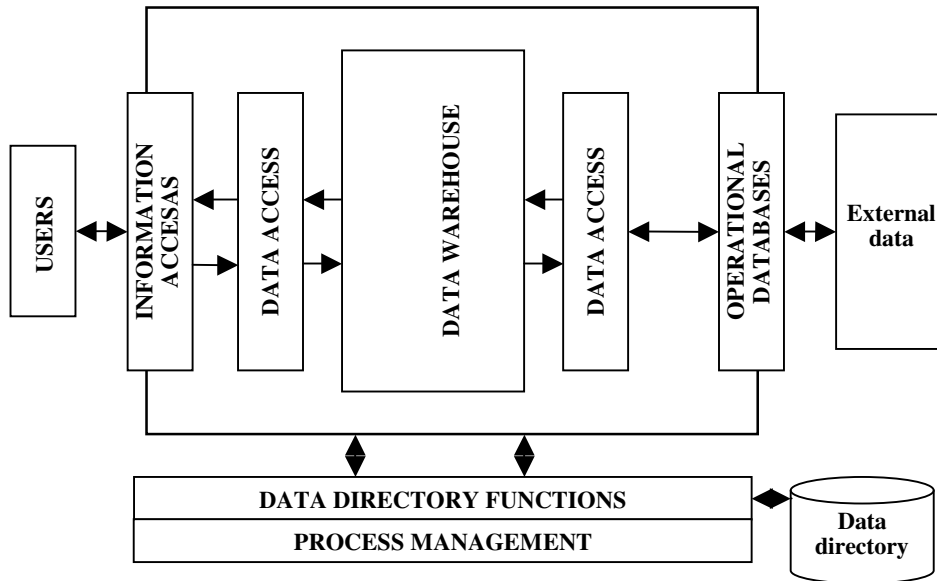 USERS
INFORMATION
ACCESAS
DATA ACCESS
DATA WAREHOUSE
DATA ACCESS
OPERATIONAL
DATABASES
External
data
DATA DIRECTORY FUNCTIONS
PROCESS MANAGEMENT
Data
directory